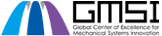 GMSI
Global Center of Excellence for
Mechanical Systems Innovation